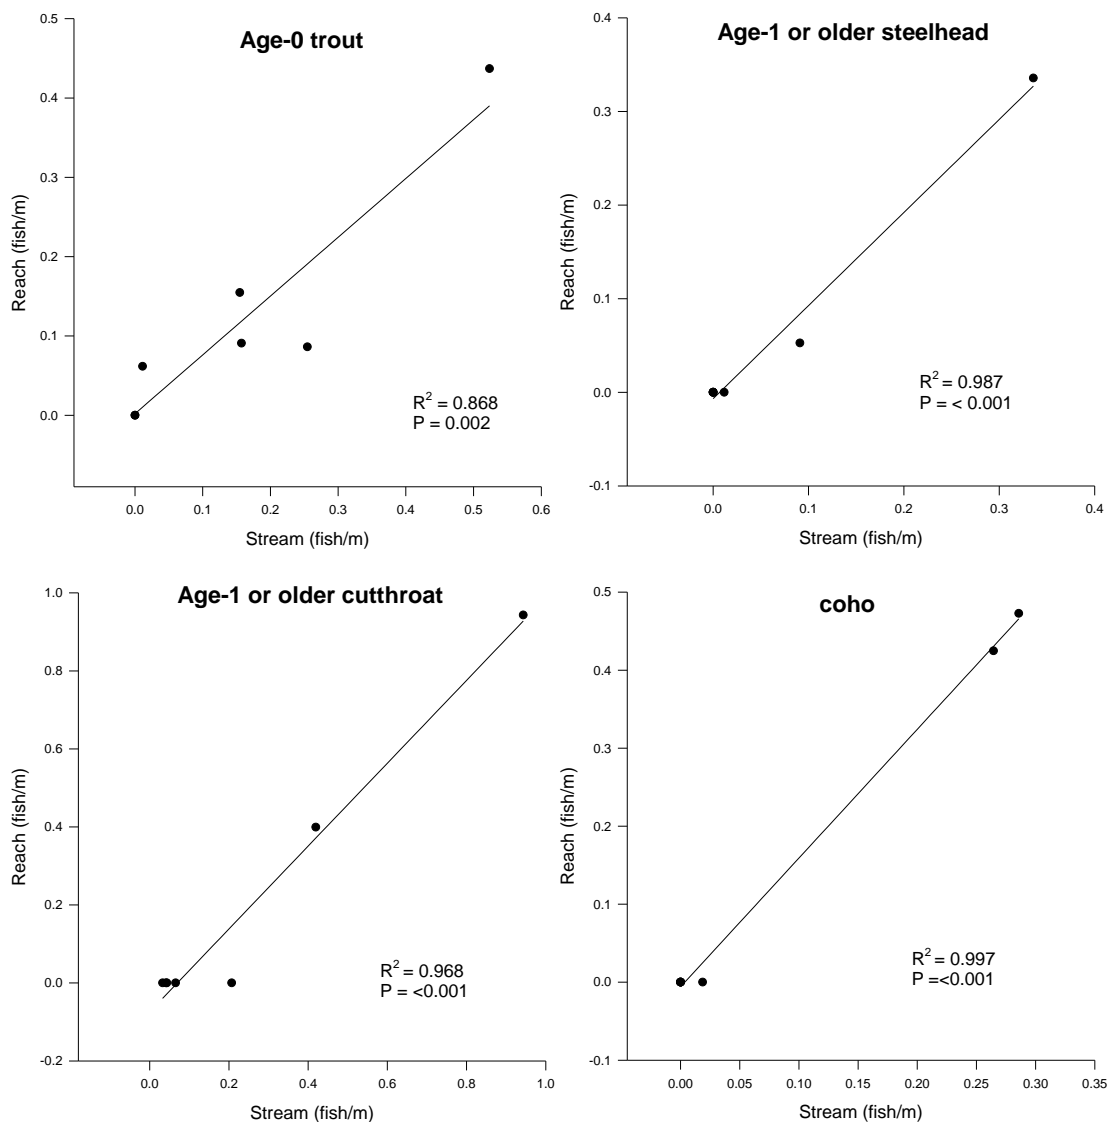 Age-0 trout
0.5
0.4
0.3
0.2
0.1
0.0
Reach (fish/m)
R² = 0.868
P = 0.002
0.0 0.1 0.2 0.3 0.4 0.5 0.6
Stream (fish/m)
Age-1 or older steelhead
0.4
0.3
0.2
0.1
0.0
-0.1
Reach (fish/m)
R² = 0.987
P = < 0.001
0.0 0.1 0.2 0.3 0.4
Stream (fish/m)
Age-1 or older cutthroat
1.0
0.8
0.6
0.4
0.2
0.0
-0.2
Reach (fish/m)
R² = 0.968
P = <0.001
0.0 0.2 0.4 0.6 0.8 1.0
Stream (fish/m)
coho
0.5
0.4
0.3
0.2
0.1
0.0
-0.1
Reach (fish/m)
R² = 0.997
P =<0.001
0.00 0.05 0.10 0.15 0.20 0.25 0.30 0.35
Stream (fish/m)